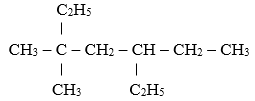 C2H5
|
CH3 – C – CH2 – CH – CH2 – CH3
| |
CH3 C2H5